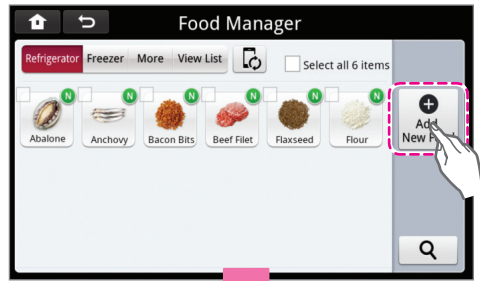 Food Manager
Refrigerator Freezer More View List Select all 6 items
N N N N N N
Abalone Anchovy Bacon Bits Beef Filet Flaxseed Flour
Add
New